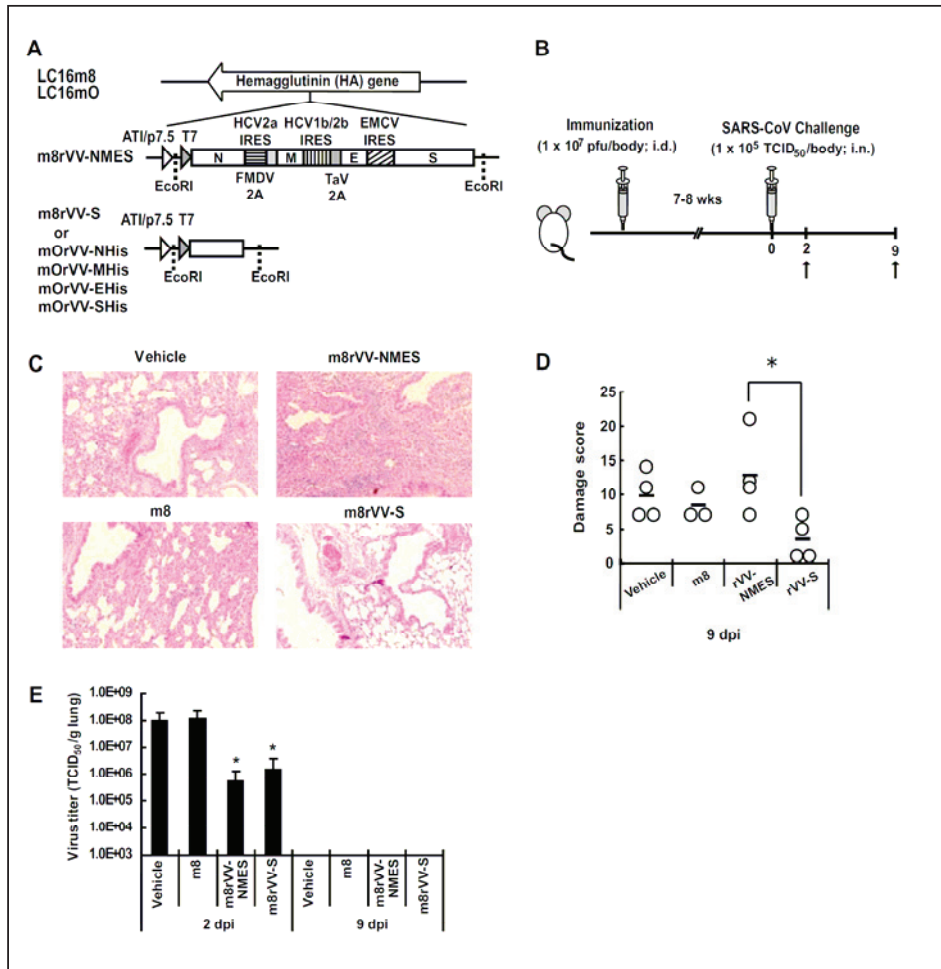 A
LC16m8
LC16mO
Hemagglutinin (HA) gene
HCV2a HCV1b/2b EMCV
ATI/p7.5 T7 IRES IRES IRES
m8rVV-NMES N M E S
EcoRI FMDV TaV EcoRI
2A 2A
m8rVV-S ATI/p7.5 T7
or
mOrVV-NHis
mOrVV-MHis EcoRI EcoRI
mOrVV-EHis
mOrVV-SHis
B
Immunization SARS-CoV Challenge
(1 x 10⁷ pfu/body; i.d.) (1 x 10⁵ TCID₅₀/body; i.n.)
7-8 wks
0 2 9
C
Vehicle m8rVV-NMES
m8 m8rVV-S
D
*
Damage score
25
20
15
10
5
0
Vehicle m8 rVV-NMES rVV-S
9 dpi
E
Virus titer (TCID₅₀/g lung)
1.0E+09
1.0E+08
1.0E+07
1.0E+06
1.0E+05
1.0E+04
1.0E+03
* *
Vehicle m8 m8rVV-NMES m8rVV-S Vehicle m8 m8rVV-NMES m8rVV-S
2 dpi 9 dpi